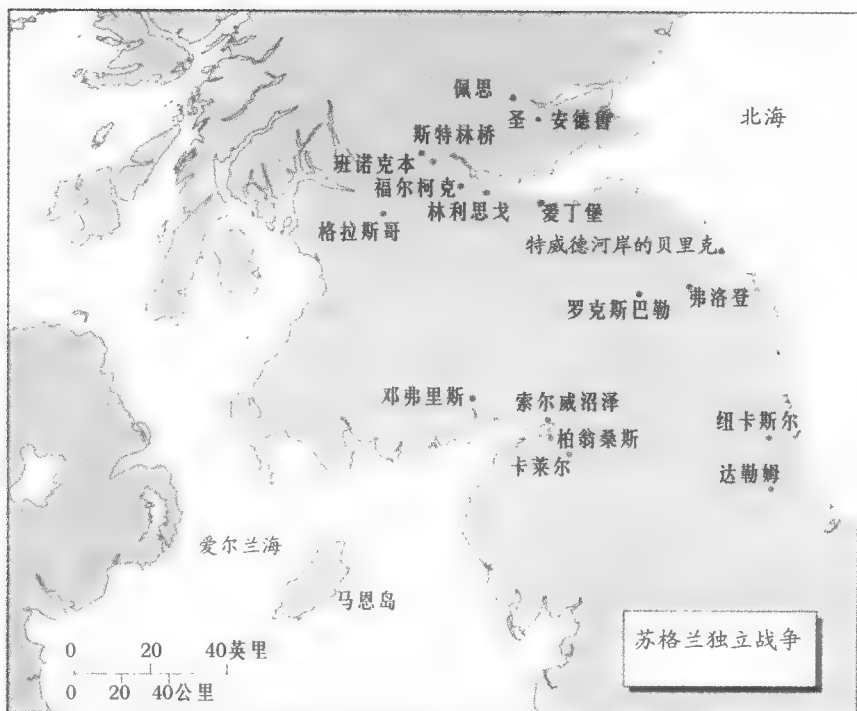 佩思
北海
圣·安德鲁
斯特林桥
班诺克本
福尔柯克
林利思戈
爱丁堡
格拉斯哥
特威德河岸的贝里克
罗克斯巴勒
弗洛登
邓弗里斯
索尔威沼泽
纽卡斯尔
柏翁桑斯
卡莱尔
达勒姆
爱尔兰海
马恩岛
苏格兰独立战争
0 20 40英里
0 20 40公里